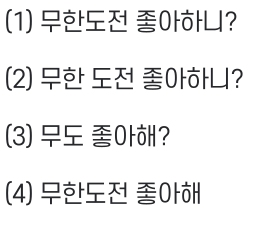 (1) 무한도전 좋아하니?
(2) 무한 도전 좋아하니?
(3) 무도 좋아해?
(4) 무한도전 좋아해